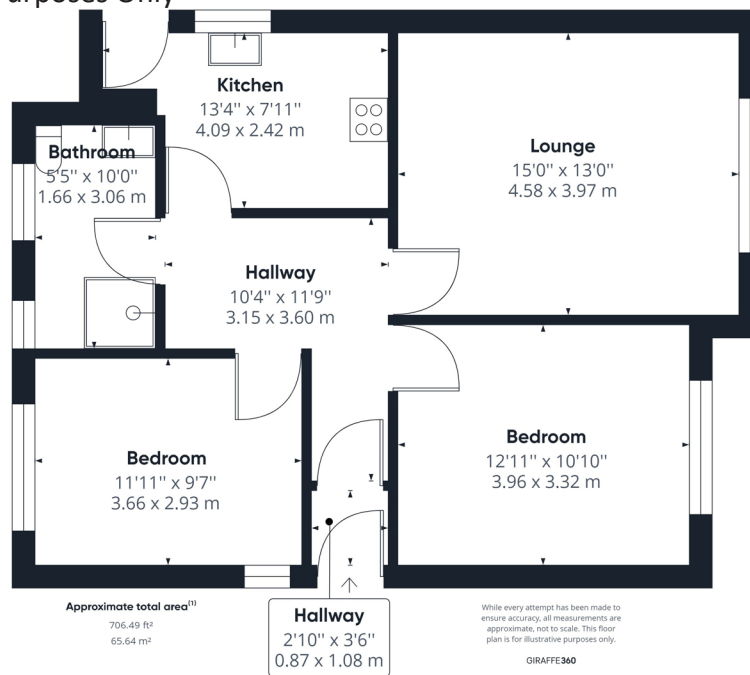 urposes Only
Kitchen
13'4'' x 7'11''
4.09 x 2.42 m
Lounge
15'0'' x 13'0''
4.58 x 3.97 m
Bathroom
5'5'' x 10'0''
1.66 x 3.06 m
Hallway
10'4'' x 11'9''
3.15 x 3.60 m
Bedroom
11'11'' x 9'7''
3.66 x 2.93 m
Bedroom
12'11'' x 10'10''
3.96 x 3.32 m
Approximate total area(1)
706.49 ft²
65.64 m²
Hallway
2'10'' x 3'6''
0.87 x 1.08 m
While every attempt has been made to
ensure accuracy, all measurements are
approximate, not to scale. This floor
plan is for illustrative purposes only.
GIRAFFE360